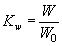 K_w = W / W_0